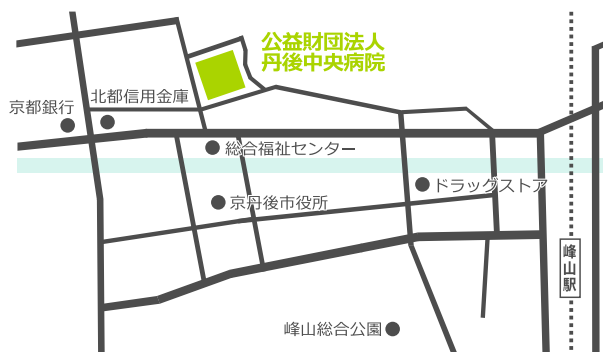 公益財団法人
丹後中央病院
北都信用金庫
京都銀行
総合福祉センター
ドラッグストア
京丹後市役所
峰山駅
峰山総合公園